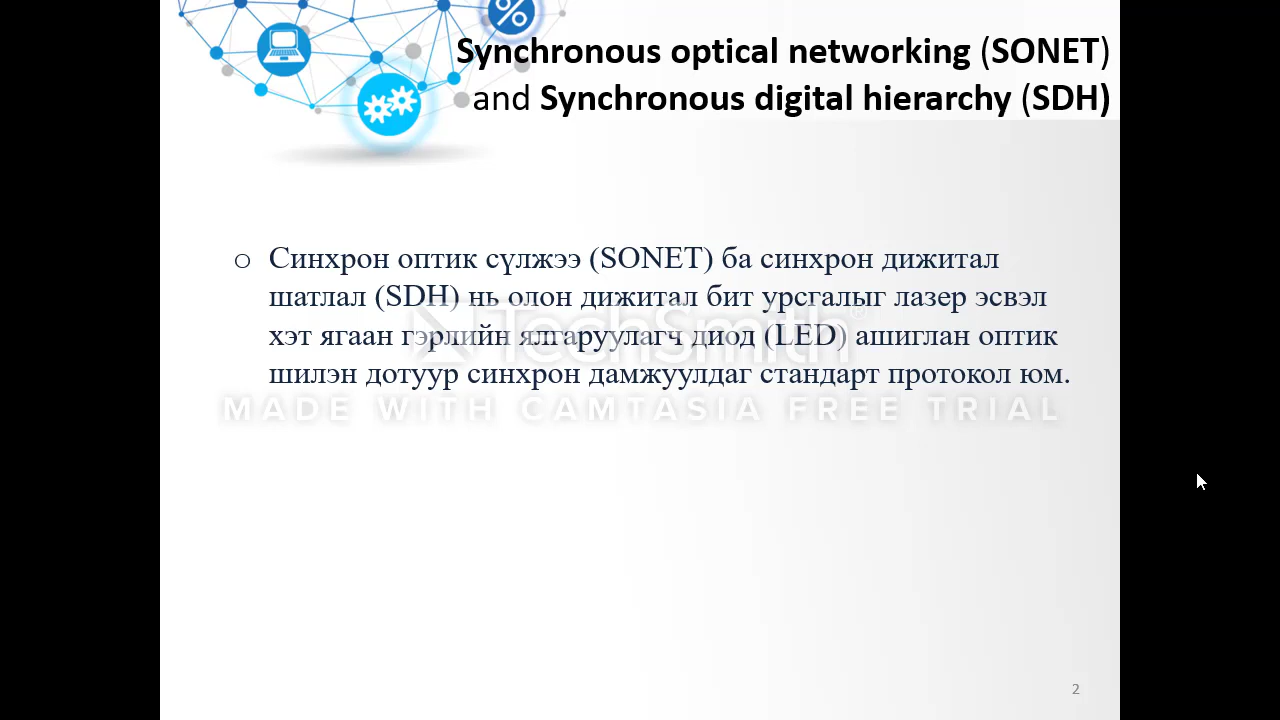 Synchronous optical networking (SONET)
and Synchronous digital hierarchy (SDH)
○ Синхрон оптик сүлжээ (SONET) ба синхрон дижитал
шатлал (SDH) нь олон дижитал бит урсгалыг лазер эсвэл
хэт ягаан гэрлийн ялгаруулагч диод (LED) ашиглан оптик
шилэн дотуур синхрон дамжуулдаг стандарт протокол юм.
TechSmith®
MADE WITH CAMTASIA FREE TRIAL
2